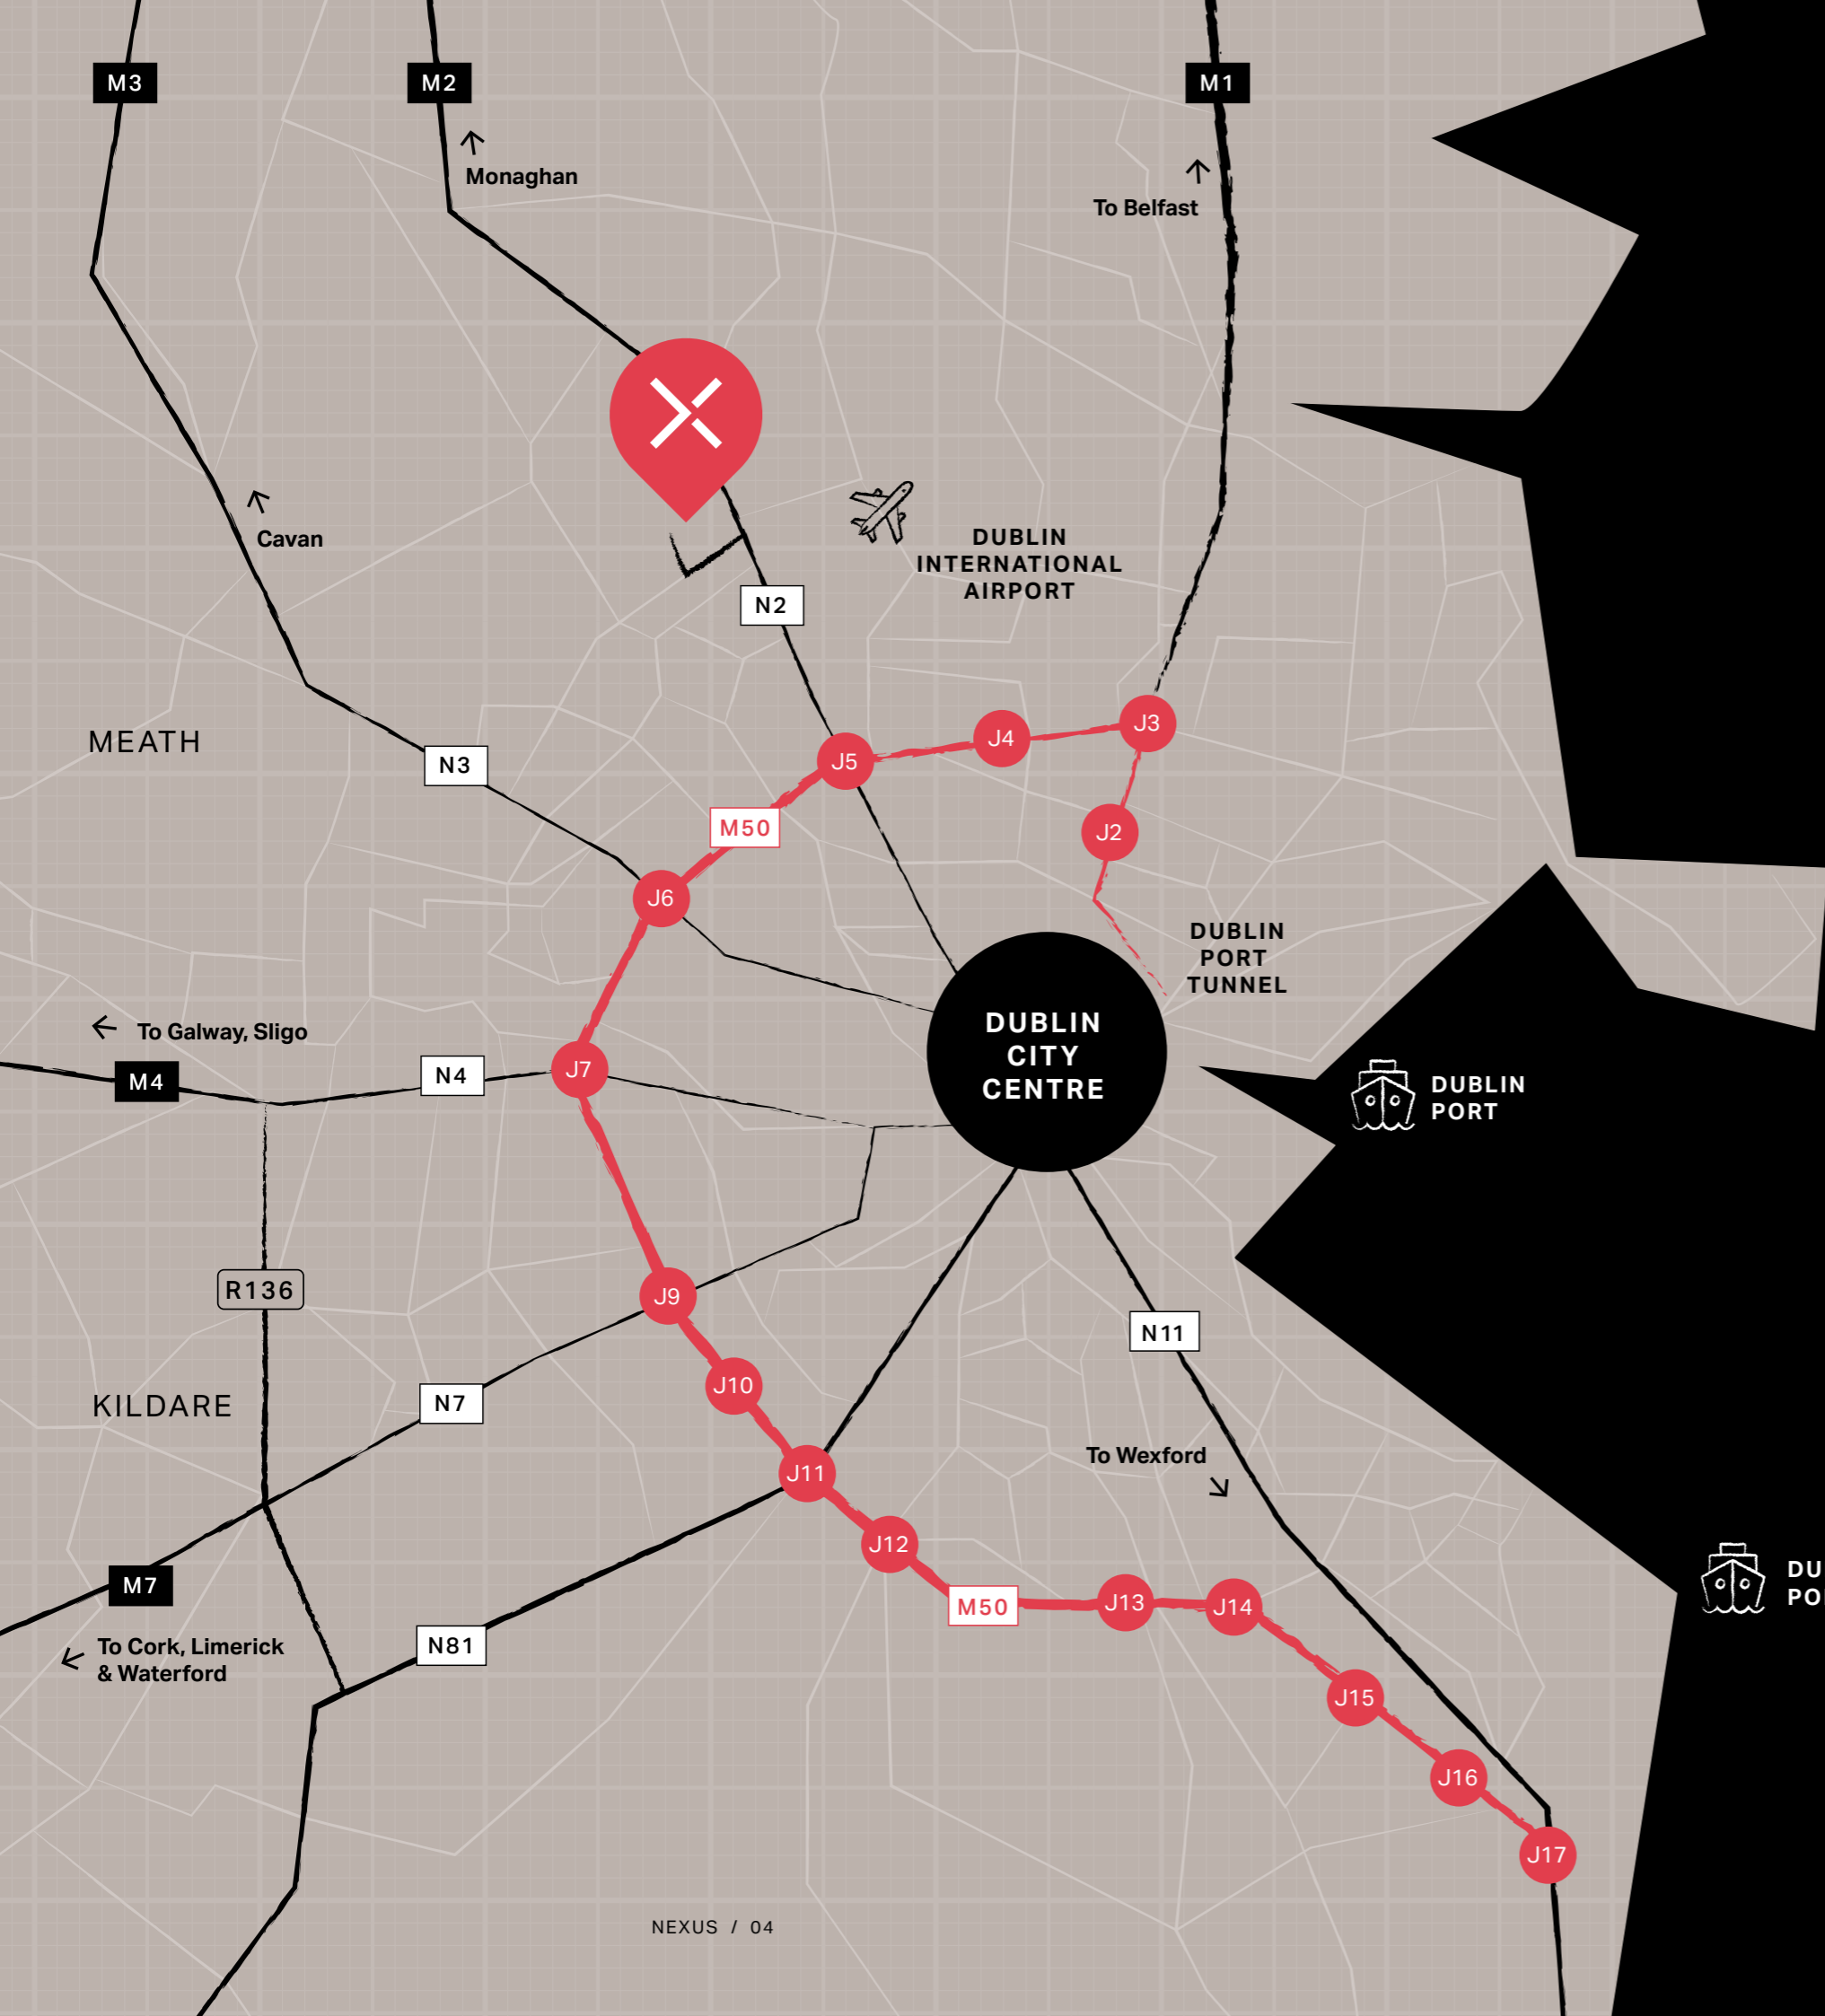 M3
M2
M1
Monaghan
To Belfast
Cavan
DUBLIN
INTERNATIONAL
AIRPORT
N2
MEATH
N3
J5
J4
J3
M50
J2
J6
DUBLIN
PORT
TUNNEL
To Galway, Sligo
M4
N4
J7
DUBLIN
CITY
CENTRE
DUBLIN
PORT
R136
J9
N11
KILDARE
N7
J10
To Wexford
J11
J12
M7
M50
J13
J14
DU
To Cork, Limerick
& Waterford
N81
J15
J16
J17
NEXUS / 04